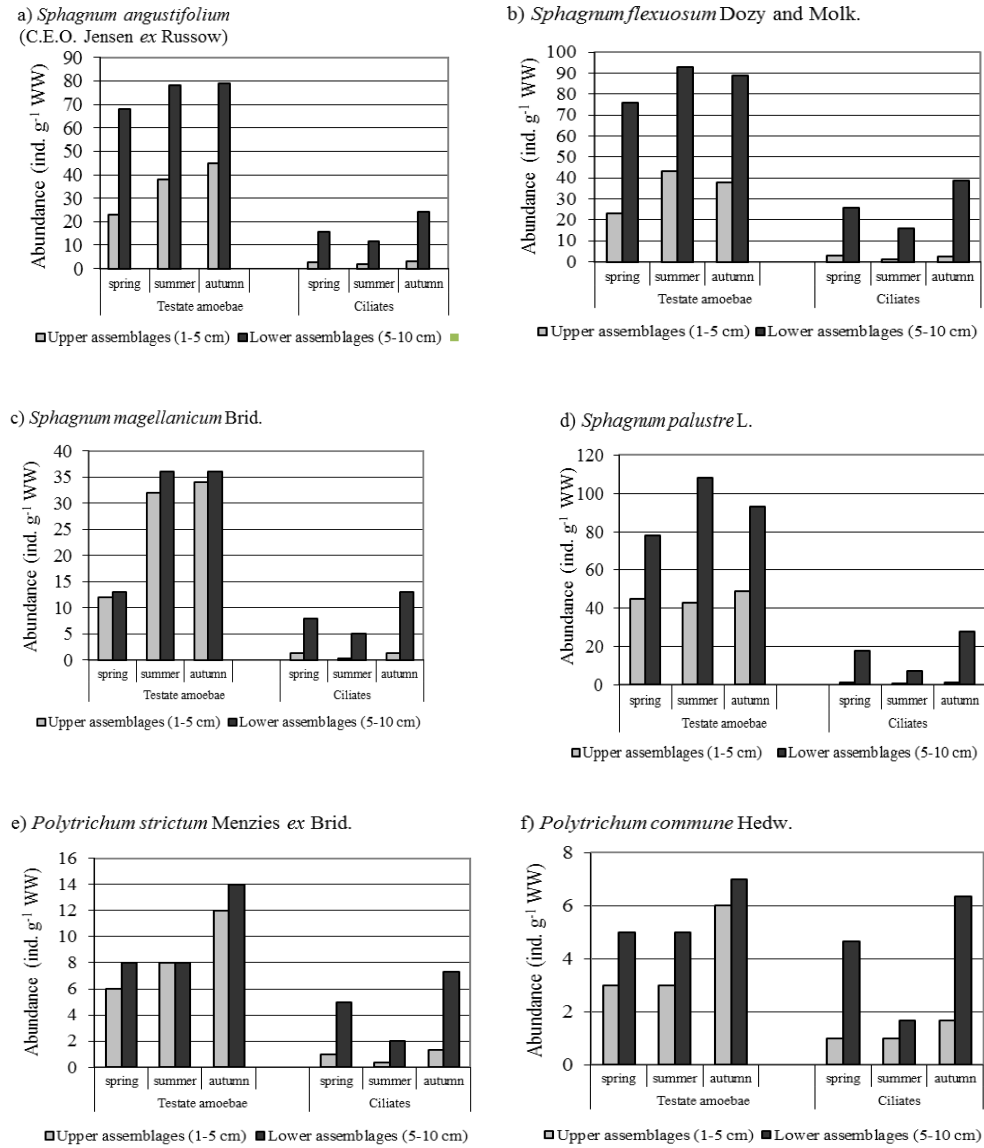 a) Sphagnum angustifolium
(C.E.O. Jensen ex Russow)
Abundance (ind. g-1 WW)
90
80
70
60
50
40
30
20
10
0
spring summer autumn spring summer autumn
Testate amoebae Ciliates
Upper assemblages (1-5 cm) Lower assemblages (5-10 cm)
b) Sphagnum flexuosum Dozy and Molk.
Abundance (ind. g-1 WW)
100
90
80
70
60
50
40
30
20
10
0
spring summer autumn spring summer autumn
Testate amoebae Ciliates
Upper assemblages (1-5 cm) Lower assemblages (5-10 cm)
c) Sphagnum magellanicum Brid.
Abundance (ind. g-1 WW)
40
35
30
25
20
15
10
5
0
spring summer autumn spring summer autumn
Testate amoebae Ciliates
Upper assemblages (1-5 cm) Lower assemblages (5-10 cm)
d) Sphagnum palustre L.
Abundance (ind. g-1 WW)
120
100
80
60
40
20
0
spring summer autumn spring summer autumn
Testate amoebae Ciliates
Upper assemblages (1-5 cm) Lower assemblages (5-10 cm)
e) Polytrichum strictum Menzies ex Brid.
Abundance (ind. g-1 WW)
16
14
12
10
8
6
4
2
0
spring summer autumn spring summer autumn
Testate amoebae Ciliates
Upper assemblages (1-5 cm) Lower assemblages (5-10 cm)
f) Polytrichum commune Hedw.
Abundance (ind. g-1 WW)
8
6
4
2
0
spring summer autumn spring summer autumn
Testate amoebae Ciliates
Upper assemblages (1-5 cm) Lower assemblages (5-10 cm)